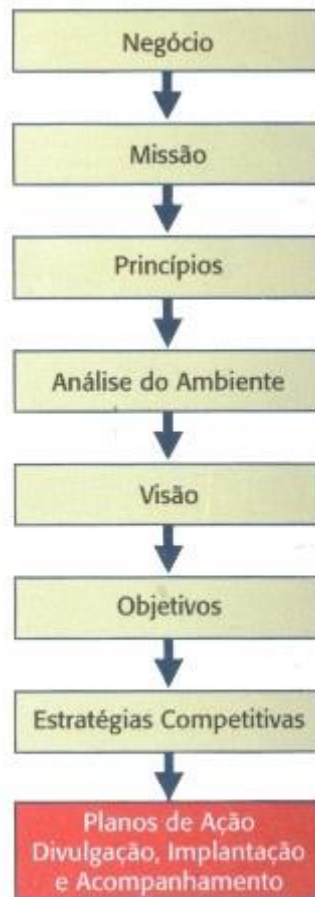 Negócio
Missão
Princípios
Análise do Ambiente
Visão
Objetivos
Estratégias Competitivas
Planos de Ação
Divulgação, Implantação
e Acompanhamento